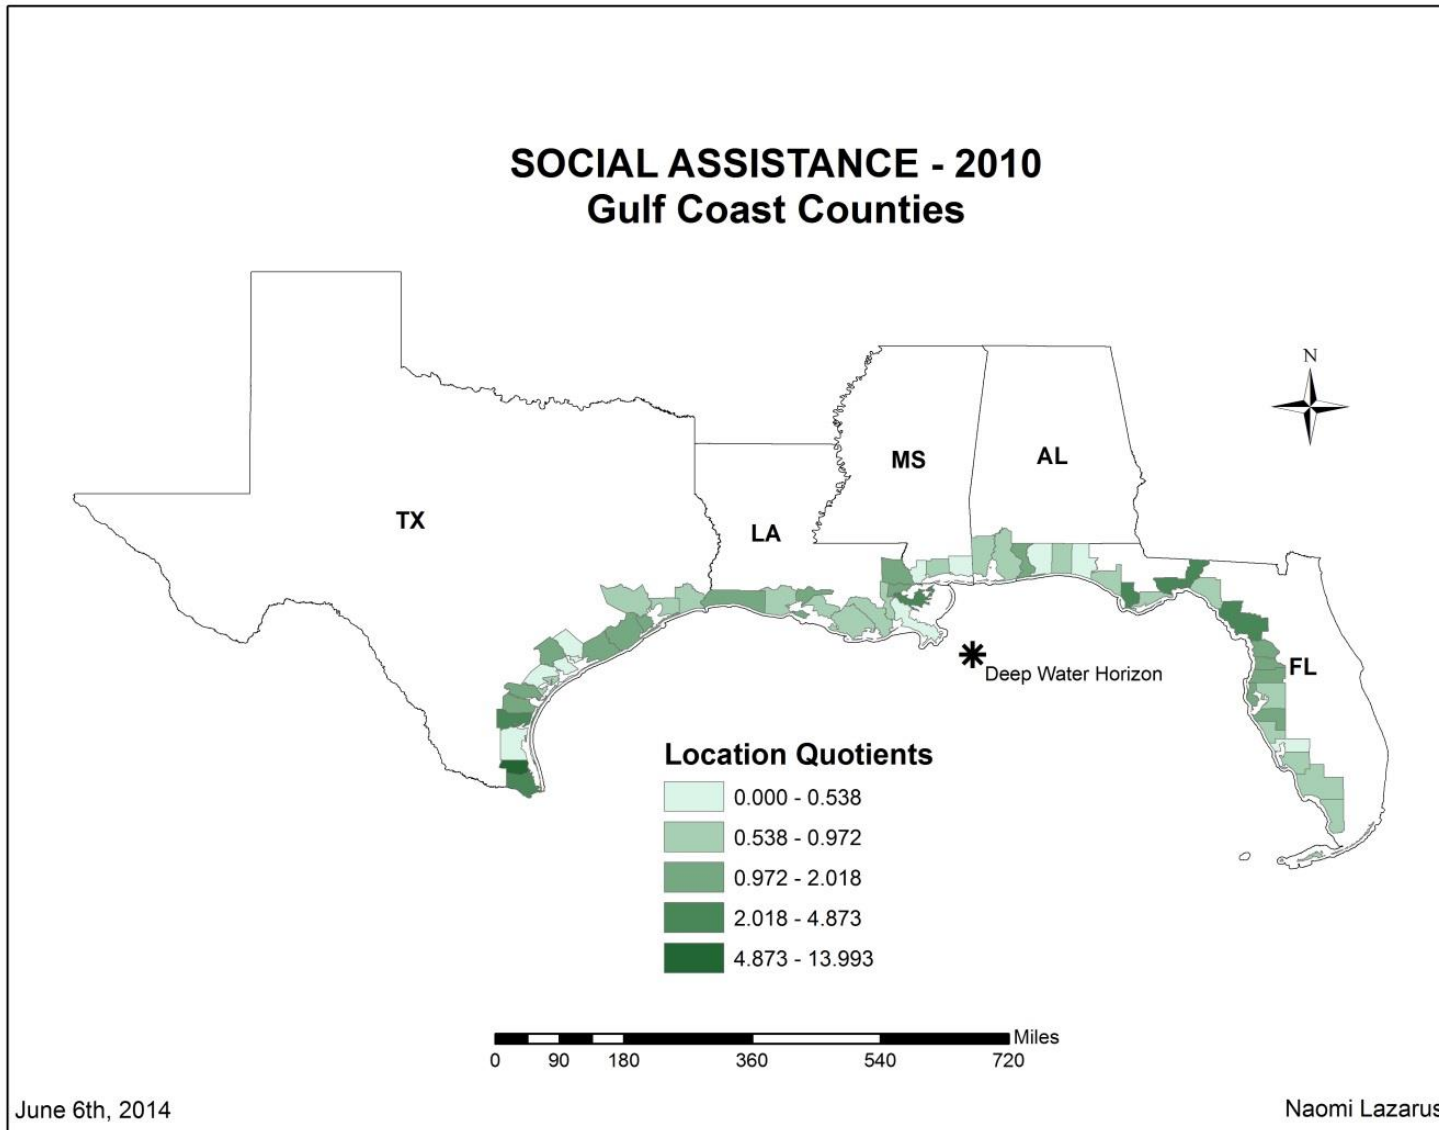 SOCIAL ASSISTANCE - 2010
Gulf Coast Counties
N
MS
AL
TX
LA
FL
Deep Water Horizon
Location Quotients
0.000 - 0.538
0.538 - 0.972
0.972 - 2.018
2.018 - 4.873
4.873 - 13.993
Miles
0 90 180 360 540 720
June 6th, 2014
Naomi Lazarus